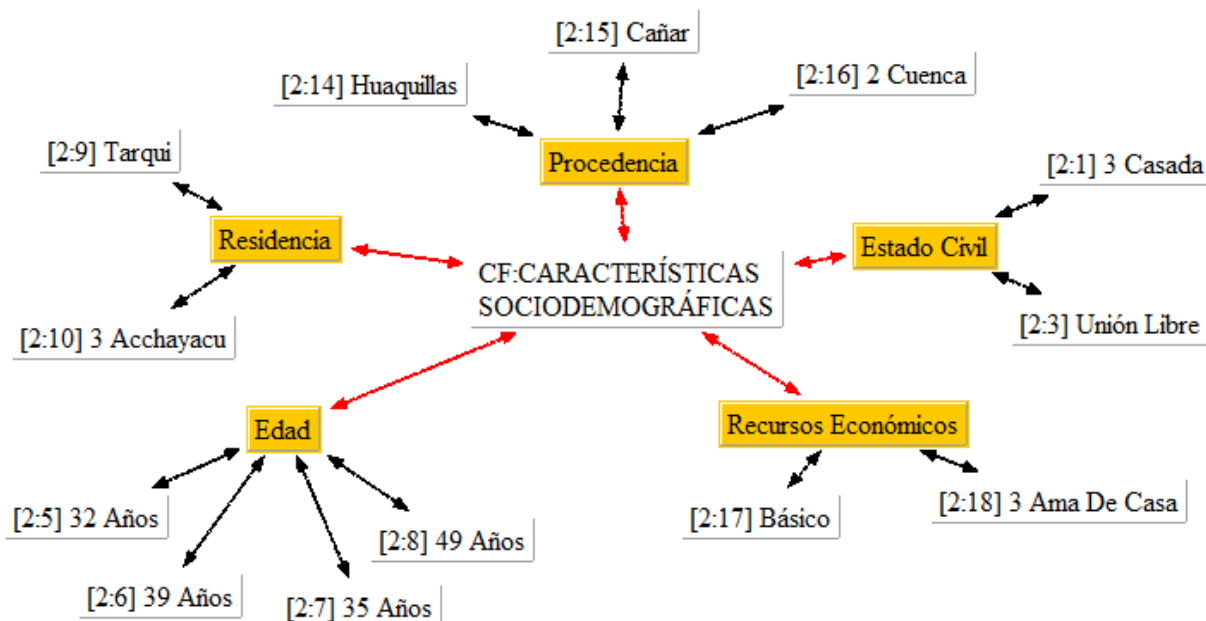 [2:15] Cañar
[2:14] Huaquillas
[2:16] 2 Cuenca
[2:9] Tarqui
Procedencia
[2:1] 3 Casada
Residencia
Estado Civil
CF:CARACTERÍSTICAS
SOCIODEMOGRÁFICAS
[2:10] 3 Acchayacu
[2:3] Unión Libre
Edad
Recursos Económicos
[2:5] 32 Años
[2:8] 49 Años
[2:17] Básico
[2:18] 3 Ama De Casa
[2:6] 39 Años
[2:7] 35 Años